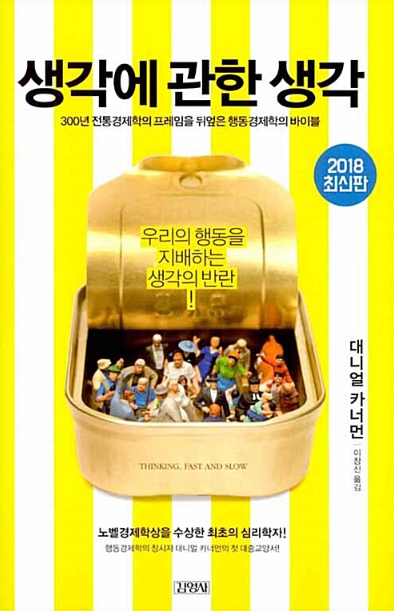 생각에 관한 생각
300년 전통경제학의 프레임을 뒤엎은 행동경제학의 바이블
2018
최신판
우리의 행동을
지배하는
생각의 반란
!
대니얼 카너먼
이창신 옮김
THINKING, FAST AND SLOW
노벨경제학상을 수상한 최초의 심리학자!
행동경제학의 창시자 대니얼 카너먼의 첫 대중교양서!
김영사